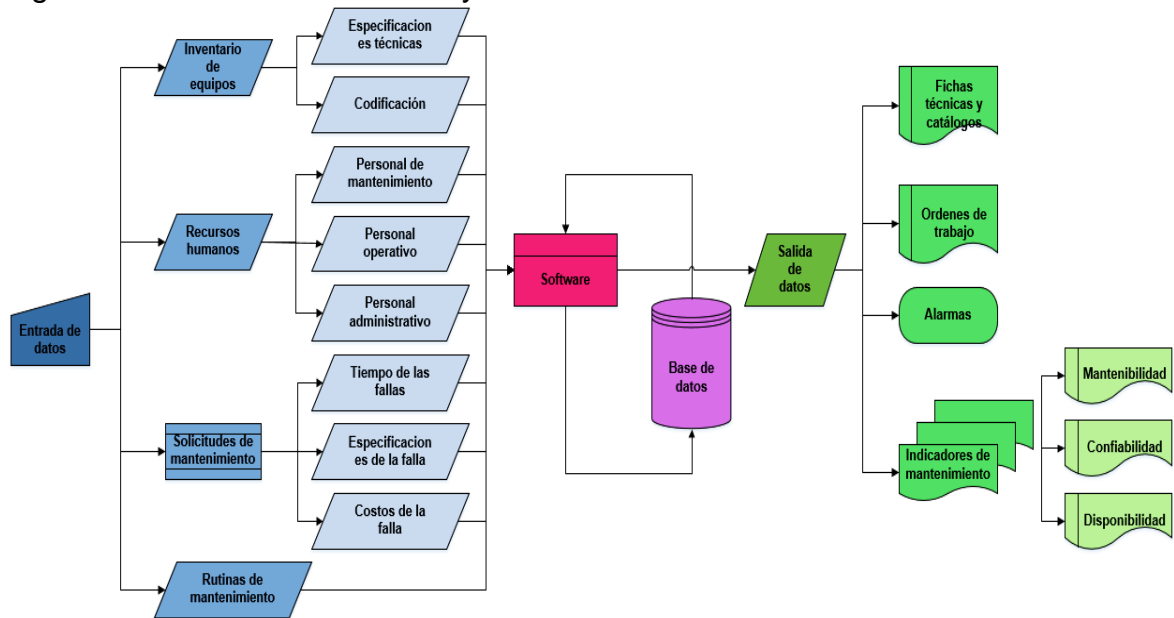 Inventario
de
equipos
Especificacion
es técnicas
Codificación
Personal de
mantenimiento
Recursos
humanos
Personal
operativo
Personal
administrativo
Entrada de
datos
Tiempo de las
fallas
Solicitudes de
mantenimiento
Especificacion
es de la falla
Costos de la
falla
Rutinas de
mantenimiento
Software
Base de
datos
Salida
de
datos
Fichas
técnicas y
catálogos
Ordenes de
trabajo
Alarmas
Indicadores de
mantenimiento
Mantenibilidad
Confiabilidad
Disponibilidad